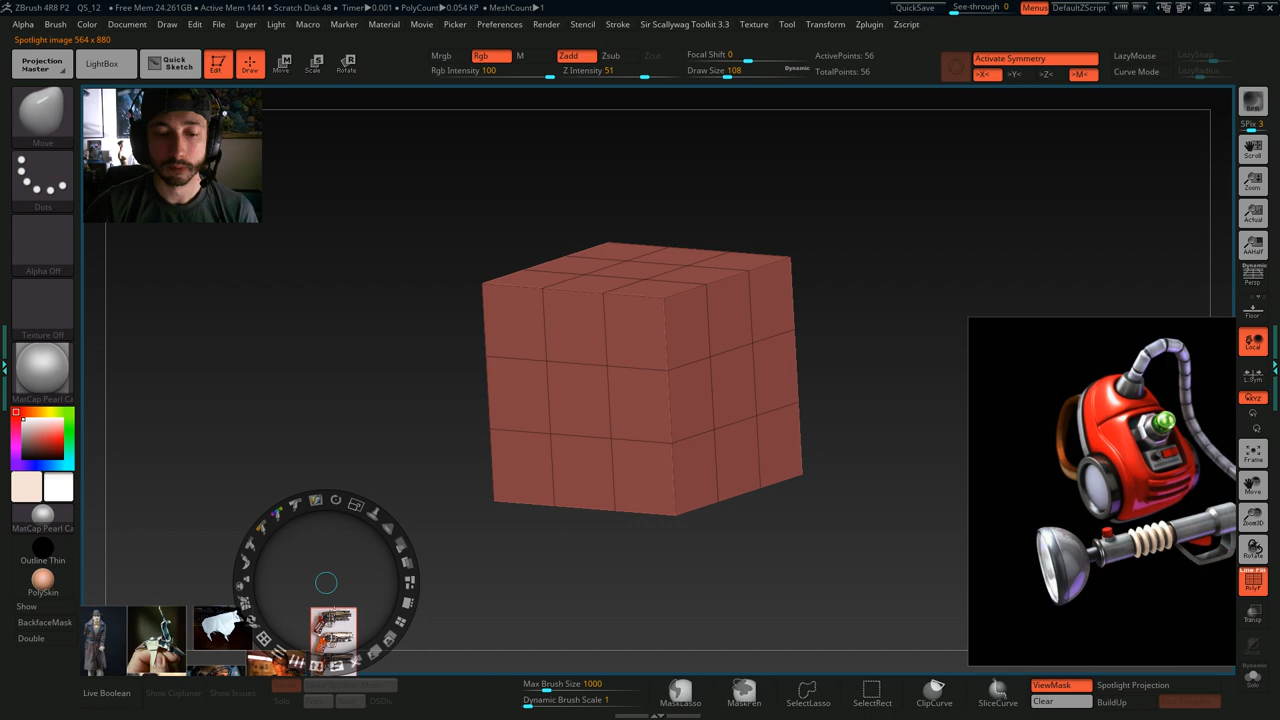 ZBrush 4R8 P2 QS_12 • Free Mem 24.261GB • Active Mem 1441 • Scratch Disk 48 • Timer▶0.001 • PolyCount▶0.054 KP • MeshCount▶1
QuickSave See-through 0 Menus DefaultZScript
Alpha Brush Color Document Draw Edit File Layer Light Macro Marker Material Movie Picker Preferences Render Stencil Stroke Sir Scallywag Toolkit 3.3 Texture Tool Transform Zplugin Zscript
Spotlight image 564 x 880
Projection Master LightBox Quick Sketch Edit Draw Move Scale Rotate
Mrgb Rgb M Zadd Zsub Zcut Focal Shift 0 ActivePoints: 56 Activate Symmetry LazyMouse LazyStep
Rgb Intensity 100 Z Intensity 51 Draw Size 108 Dynamic TotalPoints: 56 >X< >Y< >Z< >M< Curve Mode LazyRadius
Move
Dots
Alpha Off
Texture Off
MatCap Pearl Ca
MatCap Pearl Ca
Outline Thin
PolySkin
Show
BackfaceMask
Double
BPR
SPix 3
Scroll
Zoom
Actual
AAHalf
Dynamic
Persp
Floor
Local
L.Sym
XYZ
Frame
Move
Zoom3D
Rotate
Line Fill
PolyF
Transp
Ghost
Dynamic
Solo
Live Boolean Show Coplanar Show Issues
Solo DSDiv
Max Brush Size 1000
Dynamic Brush Scale 1
MaskLasso MaskPen SelectLasso SelectRect ClipCurve SliceCurve
ViewMask Spotlight Projection
Clear BuildUp